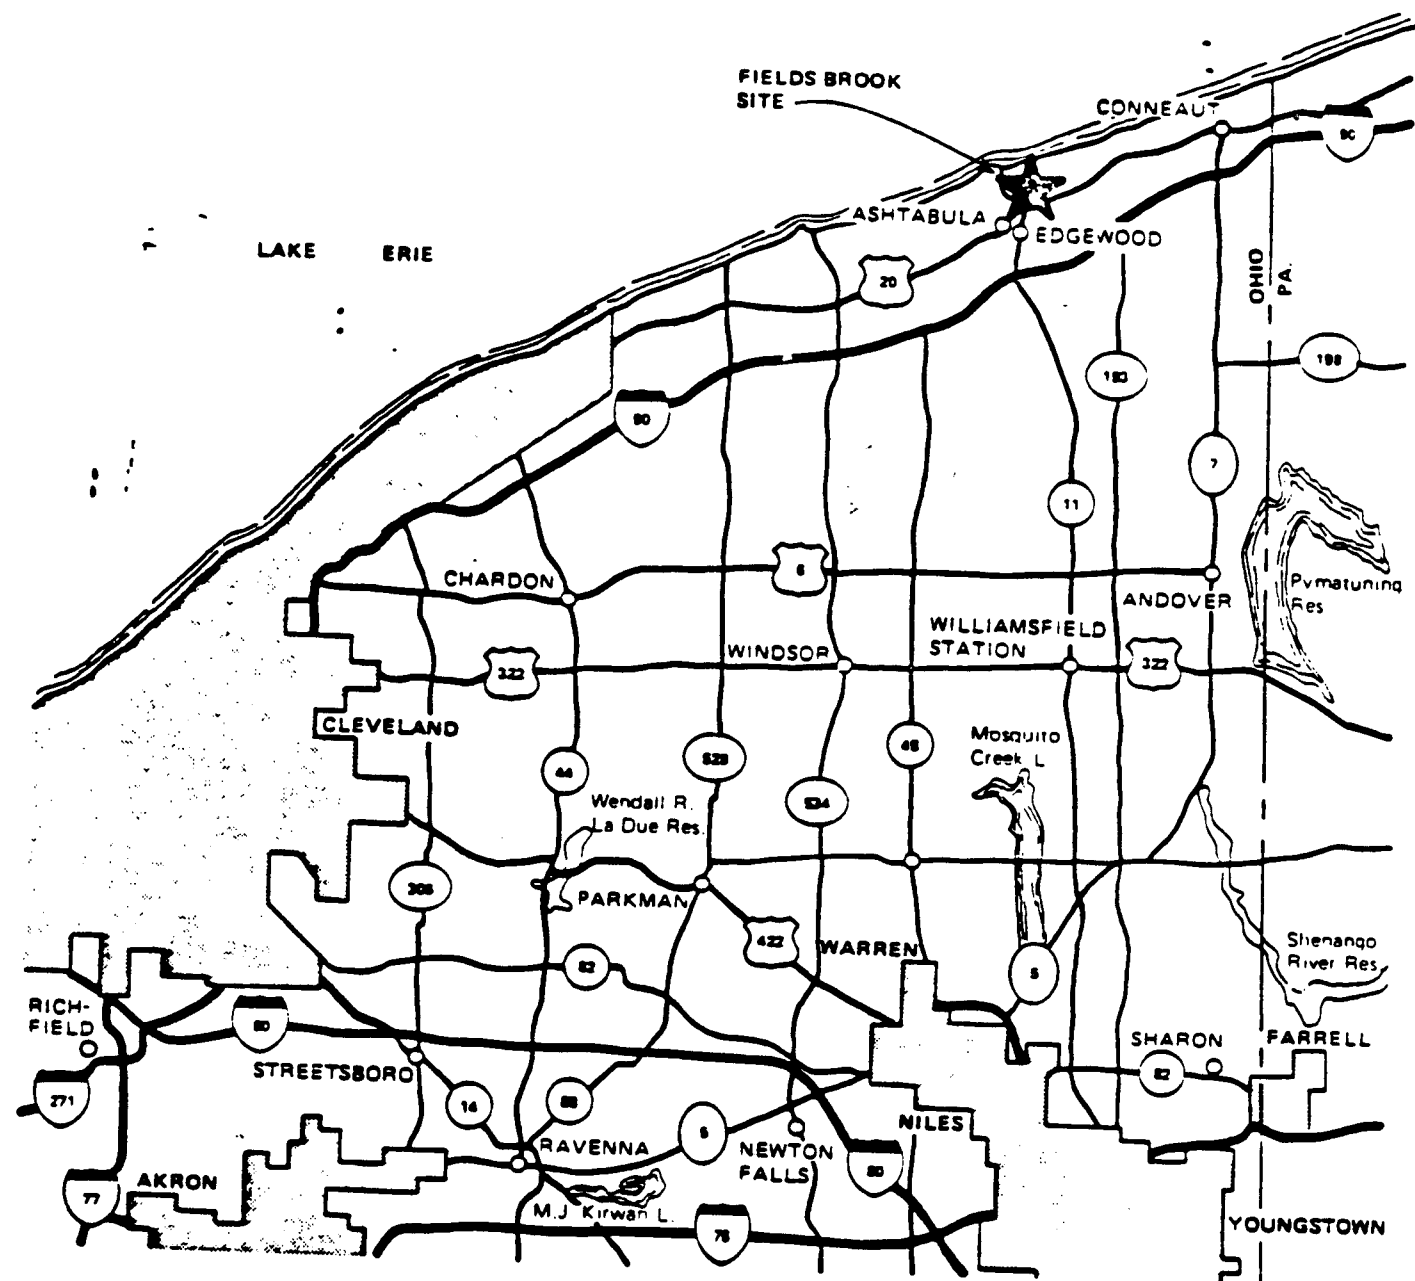 FIELDS BROOK
SITE
CONNEAUT
90
ASHTABULA
EDGEWOOD
LAKE ERIE
20
OHIO
PA.
193
198
90
7
11
6
CHARDON
ANDOVER
Pymatuning
Res
WILLIAMSFIELD
STATION
WINDSOR
322
322
CLEVELAND
44
528
45
534
Mosquito
Creek L
Wendall R.
La Due Res.
306
PARKMAN
422
WARREN
82
5
Shenango
River Res.
RICH-
FIELD
80
SHARON
FARRELL
STREETSBORO
82
271
14
88
5
NILES
RAVENNA
NEWTON
FALLS
80
AKRON
77
M.J. Kirwan L.
76
YOUNGSTOWN